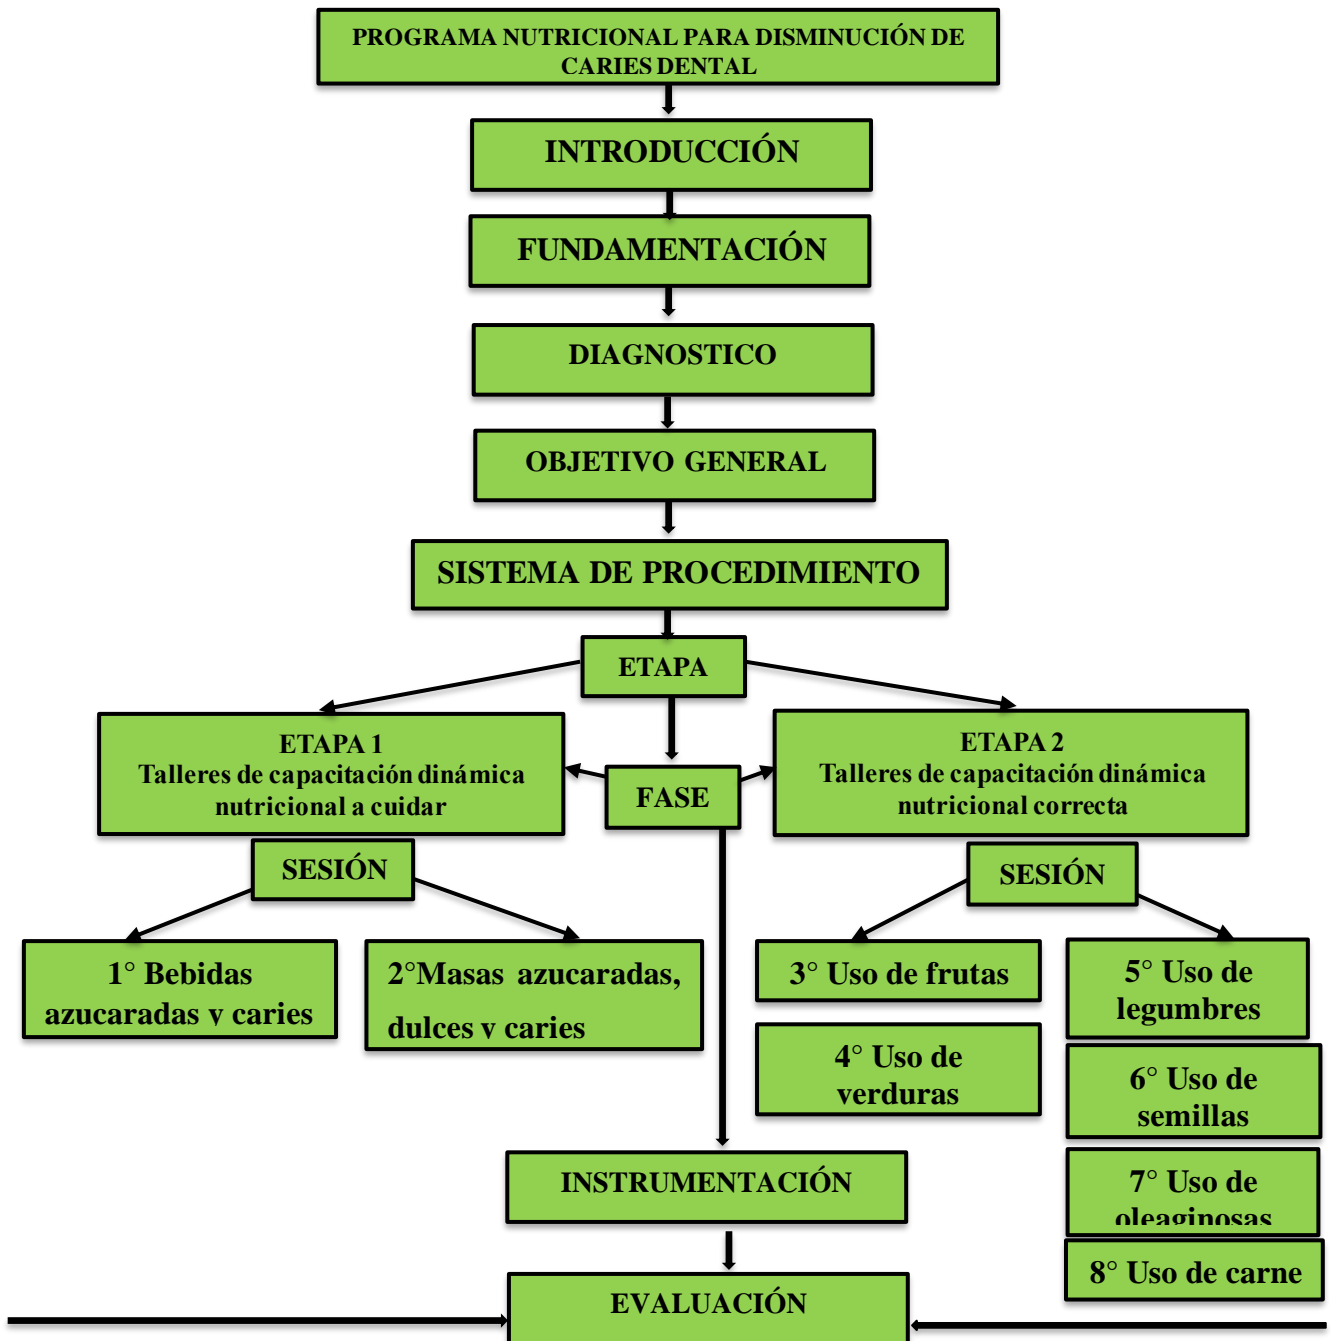 PROGRAMA NUTRICIONAL PARA DISMINUCIÓN DE
CARIES DENTAL
INTRODUCCIÓN
FUNDAMENTACIÓN
DIAGNOSTICO
OBJETIVO GENERAL
SISTEMA DE PROCEDIMIENTO
ETAPA
ETAPA 1
Talleres de capacitación dinámica
nutricional a cuidar
FASE
ETAPA 2
Talleres de capacitación dinámica
nutricional correcta
SESIÓN
SESIÓN
1° Bebidas
azucaradas y caries
2°Masas azucaradas,
dulces y caries
3° Uso de frutas
4° Uso de
verduras
5° Uso de
legumbres
6° Uso de
semillas
7° Uso de
oleaginosas
8° Uso de carne
INSTRUMENTACIÓN
EVALUACIÓN